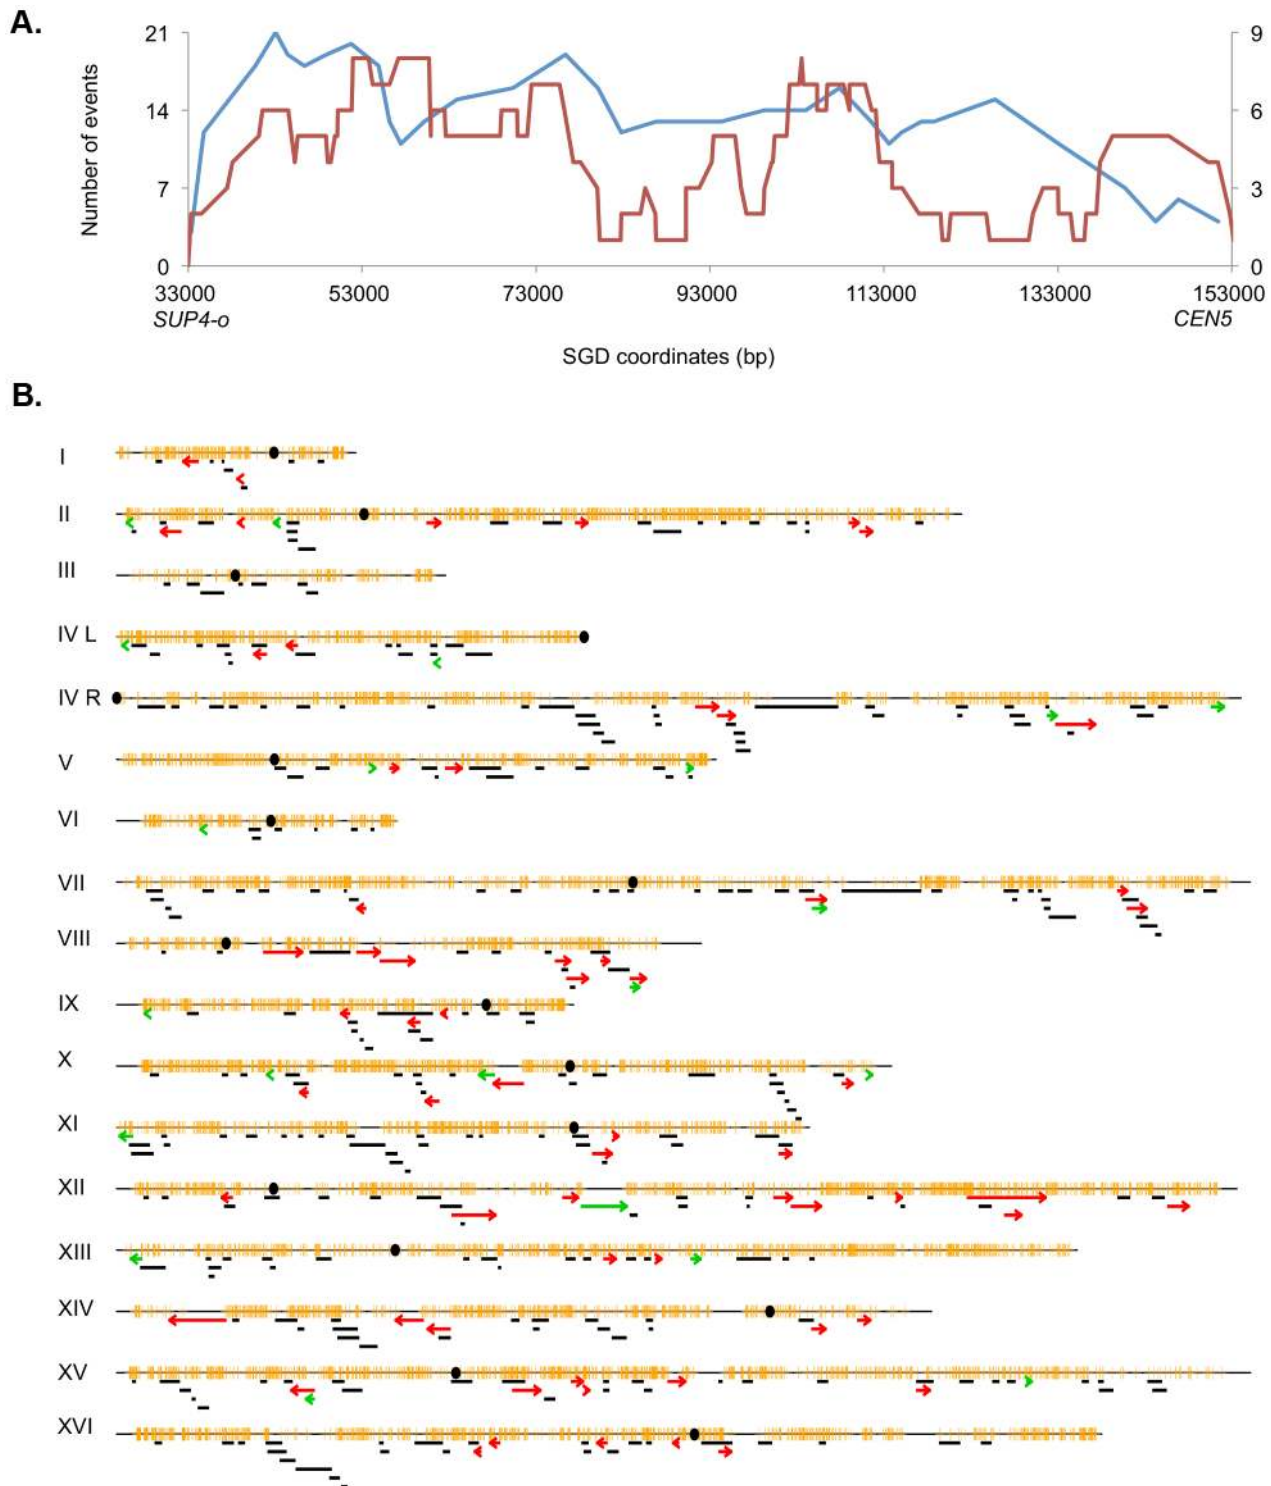 A.
Number of events
21
14
7
0
9
6
3
0
33000 53000 73000 93000 113000 133000 153000
SUP4-o CEN5
SGD coordinates (bp)
B.
I
II
III
IV L
IV R
V
VI
VII
VIII
IX
X
XI
XII
XIII
XIV
XV
XVI